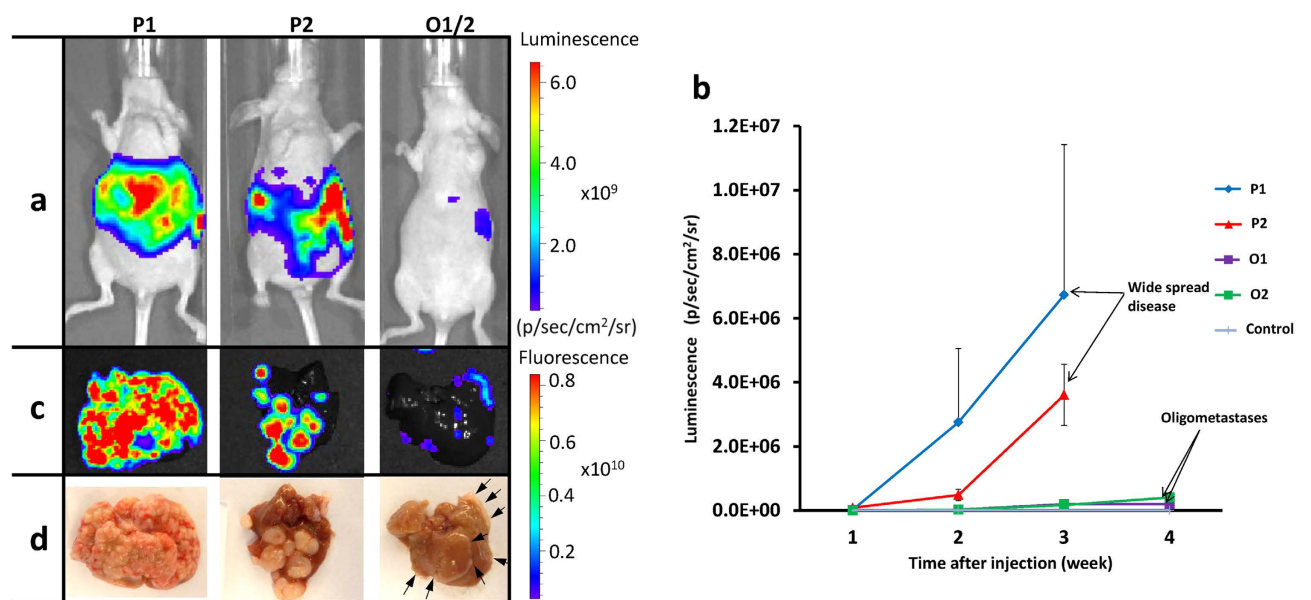 P1 P2 O1/2
Luminescence
6.0
4.0
x10⁹
2.0
(p/sec/cm²/sr)
a
Fluorescence
0.8
0.6
x10¹⁰
0.4
0.2
c
d
b
1.2E+07
1.0E+07
8.0E+06
6.0E+06
4.0E+06
2.0E+06
0.0E+00
Luminescence (p/sec/cm²/sr)
1 2 3 4
Time after injection (week)
Wide spread
disease
Oligometastases
P1
P2
O1
O2
Control